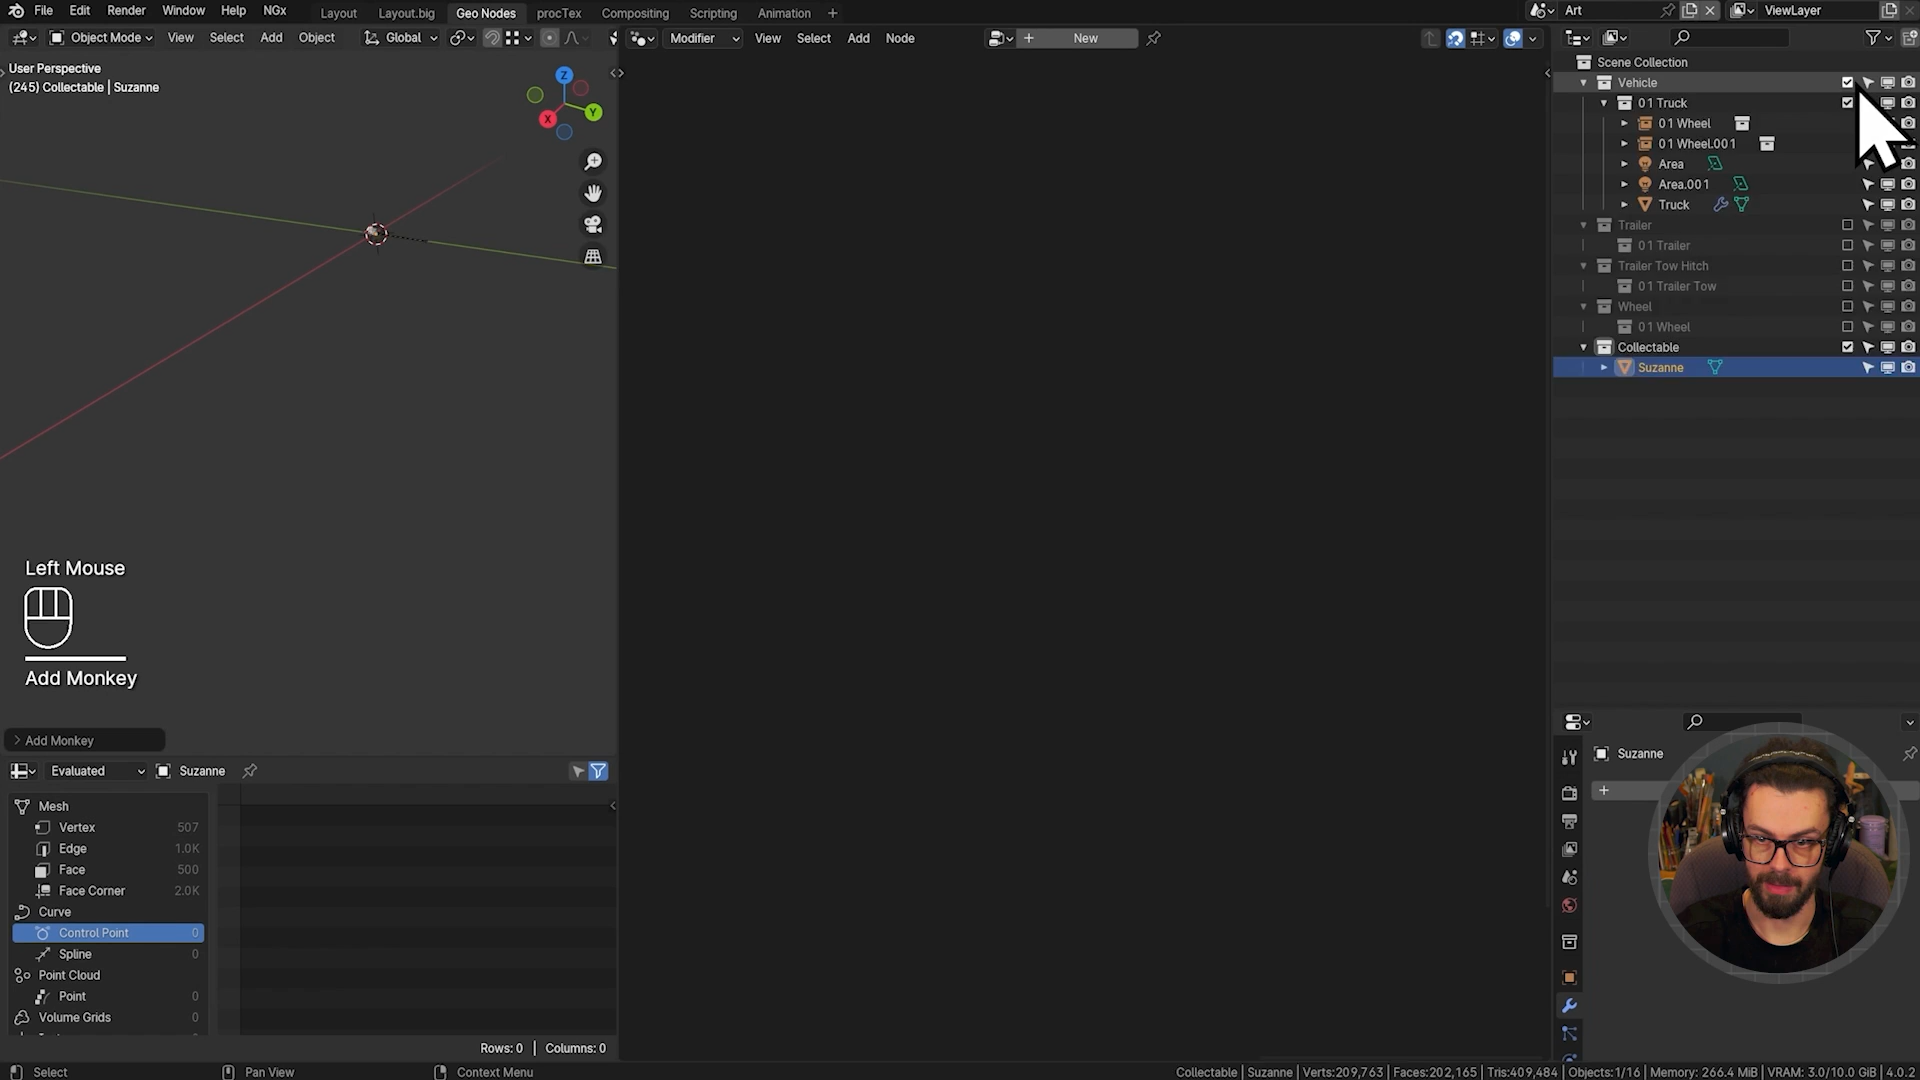 File Edit Render Window Help NGx Layout Layout.big Geo Nodes procTex Compositing Scripting Animation + Art ViewLayer
Object Mode View Select Add Object Global Modifier View Select Add Node + New
User Perspective
(245) Collectable | Suzanne
Z
Y
X
Scene Collection
Vehicle
01 Truck
01 Wheel
01 Wheel.001
Area
Area.001
Truck
Trailer
01 Trailer
Trailer Tow Hitch
01 Trailer Tow
Wheel
01 Wheel
Collectable
Suzanne
Left Mouse
Add Monkey
> Add Monkey
Evaluated Suzanne
Mesh
Vertex 507
Edge 1.0K
Face 500
Face Corner 2.0K
Curve
Control Point 0
Spline 0
Point Cloud
Point 0
Volume Grids 0
Rows: 0 | Columns: 0
Suzanne
+
Select Pan View Context Menu Collectable | Suzanne | Verts:209,763 | Faces:202,165 | Tris:409,484 | Objects:1/16 | Memory: 266.4 MiB | VRAM: 3.0/10.0 GiB | 4.0.2